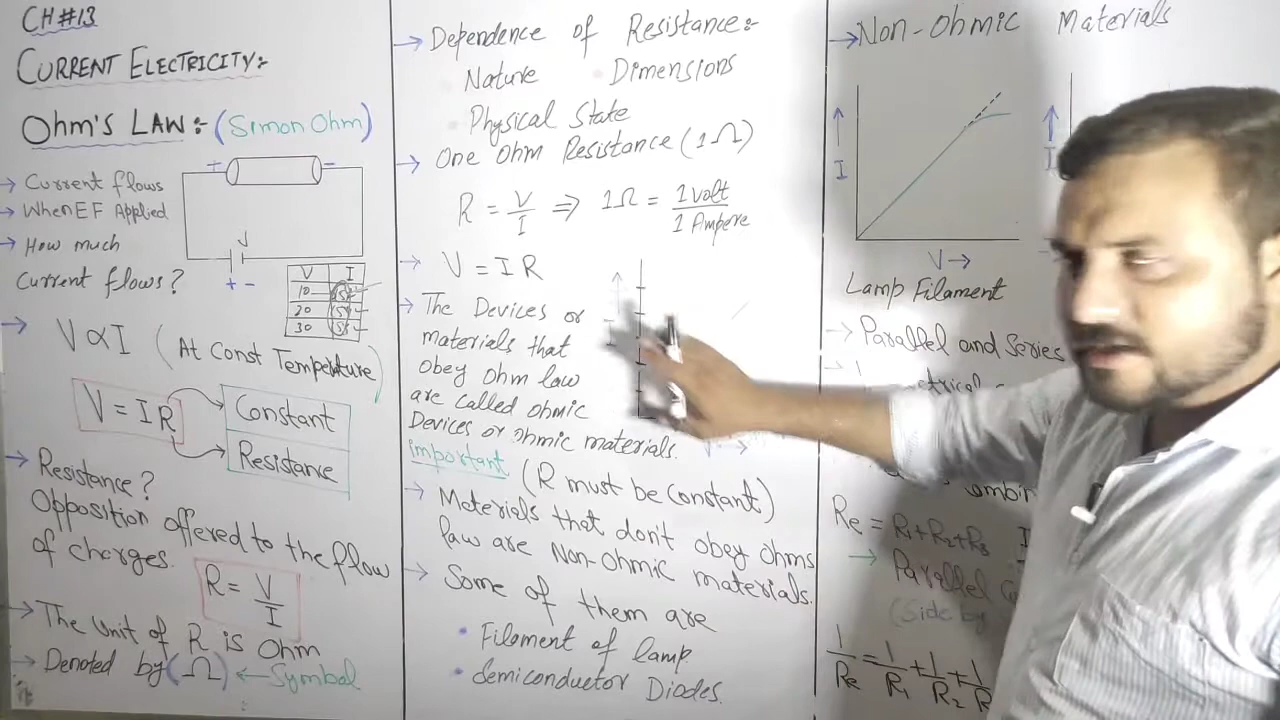 CH#13
CURRENT ELECTRICITY:-
OHM'S LAW:- (Simon Ohm)
+ -
→ Current flows
→ When EF Applied
→ How much
Current flows?
V
+ -
V I
10
20
30
→ V ∝ I (At Const Temperature)
V = I R
Constant
Resistance
→ Resistance?
Opposition offered to the flow
of charges.
R = V/I
→ The unit of R is Ohm
→ Denoted by (Ω) ← Symbol
→ Dependence of Resistance:-
Nature Dimensions
Physical State
→ One Ohm Resistance (1Ω)
R = V/I ⇒ 1Ω = 1 volt / 1 Ampere
→ V = I R
→ The Devices or
materials that
obey Ohm law
are called ohmic
Devices or ohmic materials.
important (R must be constant)
→ Materials that don't obey Ohms
law are Non-Ohmic materials.
→ Some of them are
• Filament of lamp
• Semiconductor Diodes.
I
V →
→ Non-Ohmic Materials
I
V →
I
Lamp Filament
→ Parallel and Series
Re = R1+R2+R3
→ Parallel
(Side by
1/Re = 1/R1 + 1/R2 + 1/R